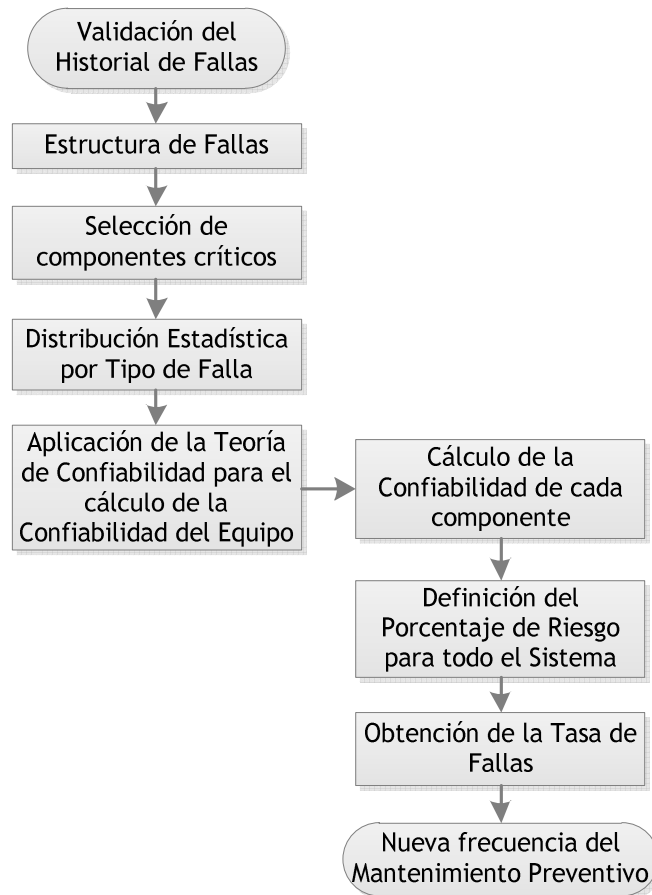 Validación del
Historial de Fallas
Estructura de Fallas
Selección de
componentes críticos
Distribución Estadística
por Tipo de Falla
Aplicación de la Teoría
de Confiabilidad para el
cálculo de la
Confiabilidad del Equipo
Cálculo de la
Confiabilidad de cada
componente
Definición del
Porcentaje de Riesgo
para todo el Sistema
Obtención de la Tasa de
Fallas
Nueva frecuencia del
Mantenimiento Preventivo